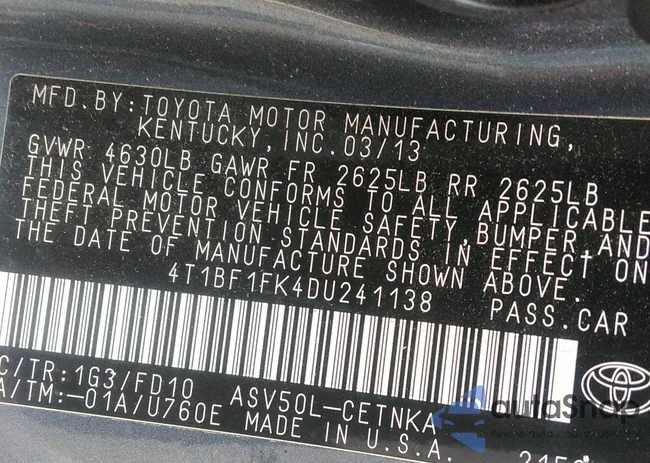 MFD. BY: TOYOTA MOTOR MANUFACTURING,
KENTUCKY, INC. 03/13
GVWR 4630LB GAWR FR 2625LB RR 2625LB
THIS VEHICLE CONFORMS TO ALL APPLICABLE
FEDERAL MOTOR VEHICLE SAFETY, BUMPER AND
THEFT PREVENTION STANDARDS IN EFFECT ON
THE DATE OF MANUFACTURE SHOWN ABOVE.
4T1BF1FK4DU241138 PASS.CAR
C/TR:1G3/FD10 ASV50L-CETNKA
A/TM:-01A/U760E MADE IN U.S.A.
autoSnap